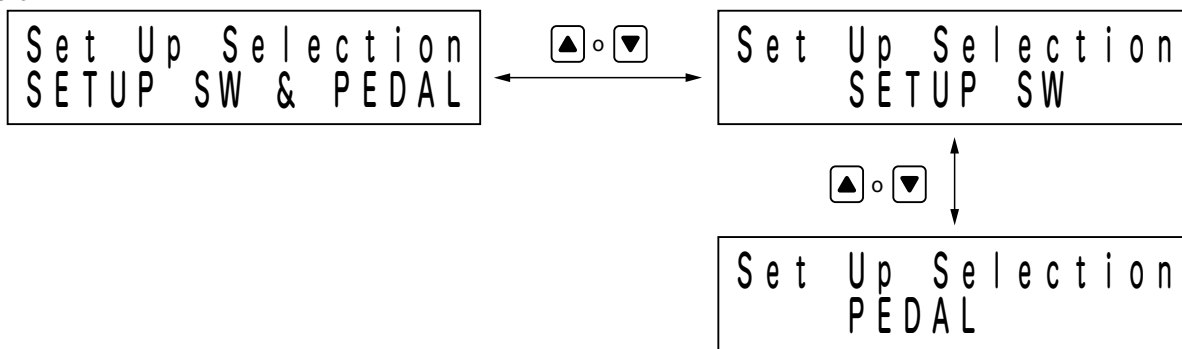 Set Up Selection
SETUP SW & PEDAL
o
Set Up Selection
SETUP SW
o
Set Up Selection
PEDAL